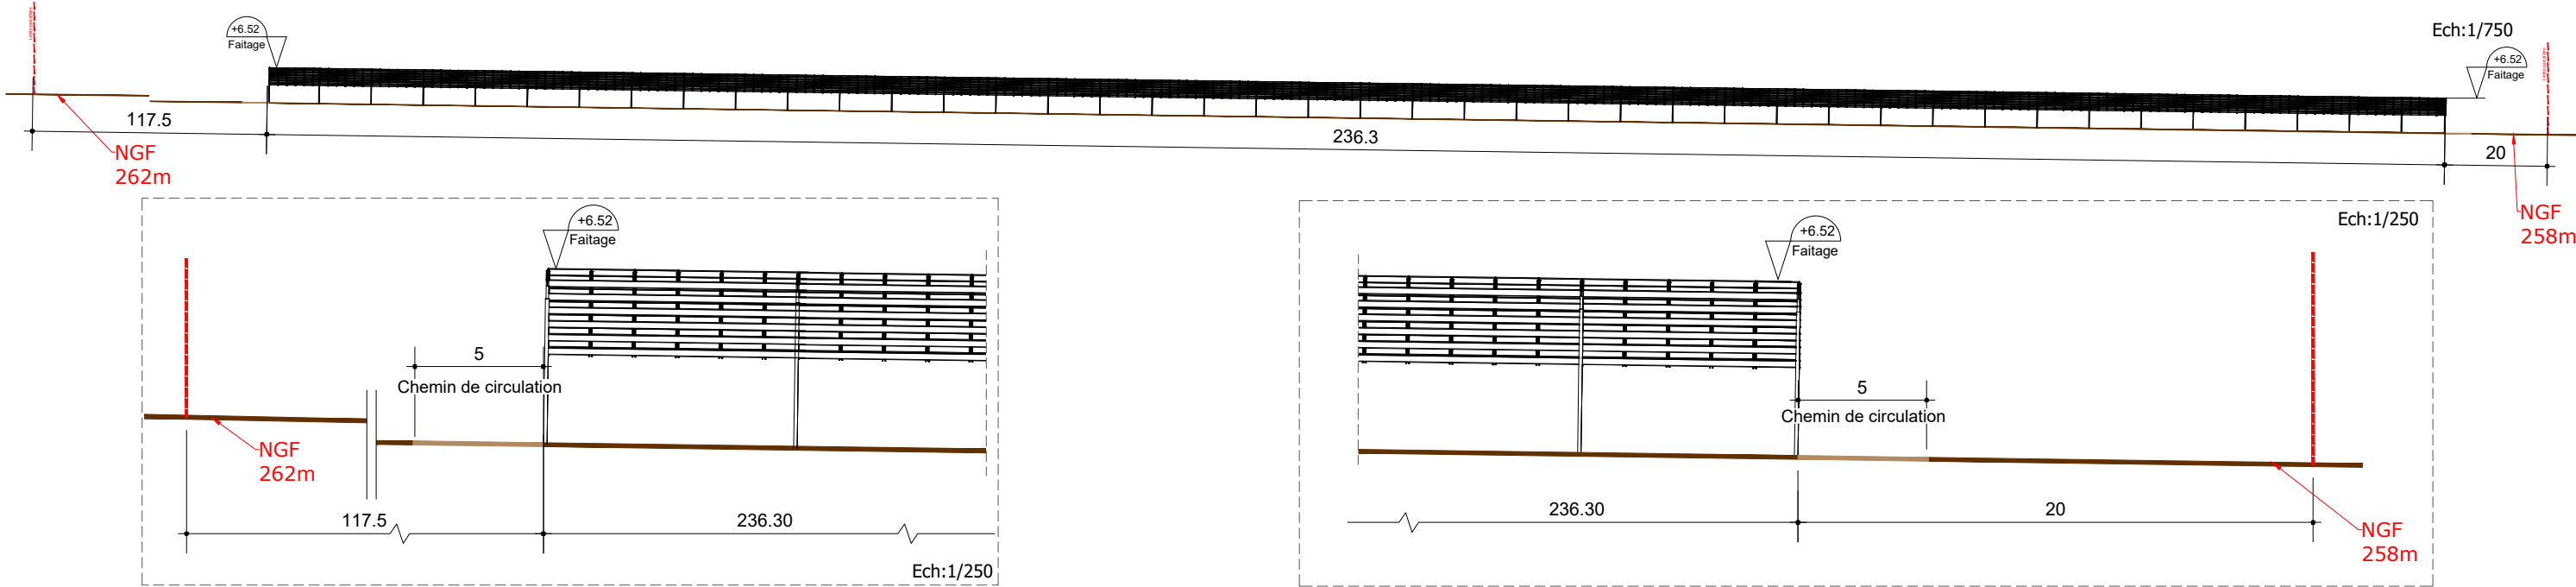 Ech:1/750
+6.52
Faitage
+6.52
Faitage
117.5
236.3
20
NGF
262m
NGF
258m
+6.52
Faitage
5
Chemin de circulation
NGF
262m
117.5
236.30
Ech:1/250
Ech:1/250
+6.52
Faitage
5
Chemin de circulation
236.30
20
NGF
258m